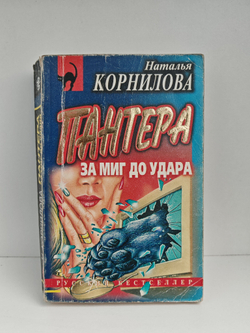 Наталья
КОРНИЛОВА
ПАНТЕРА
ЗА МИГ ДО УДАРА
РУССКИЙ БЕСТСЕЛЛЕР